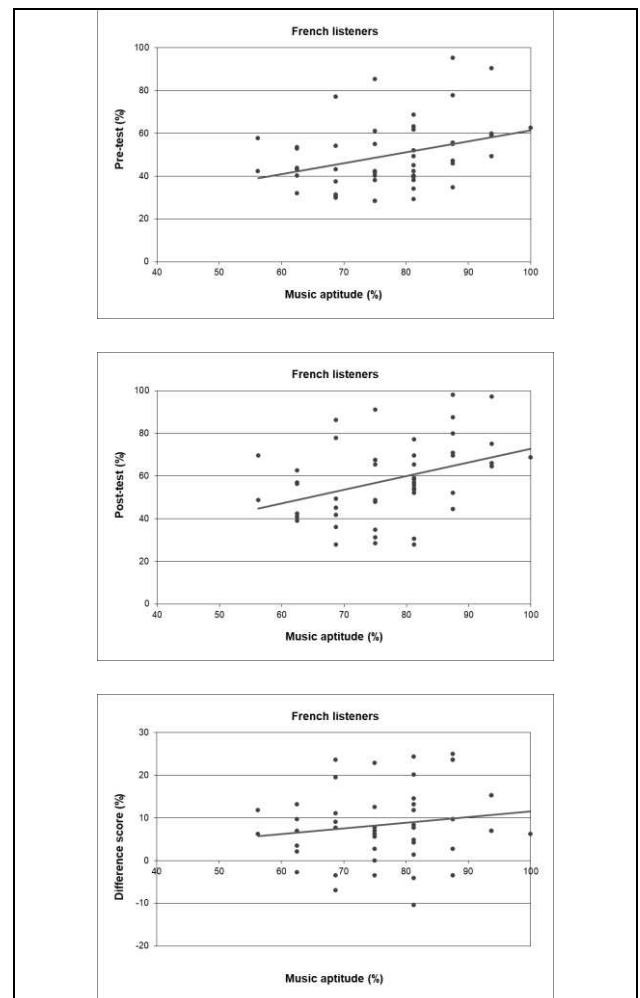 French listeners
100
80
60
40
20
0
Pre-test (%)
40 50 60 70 80 90 100
Music aptitude (%)
French listeners
100
80
60
40
20
0
Post-test (%)
40 50 60 70 80 90 100
Music aptitude (%)
French listeners
30
20
10
0
-10
-20
Difference score (%)
40 50 60 70 80 90 100
Music aptitude (%)